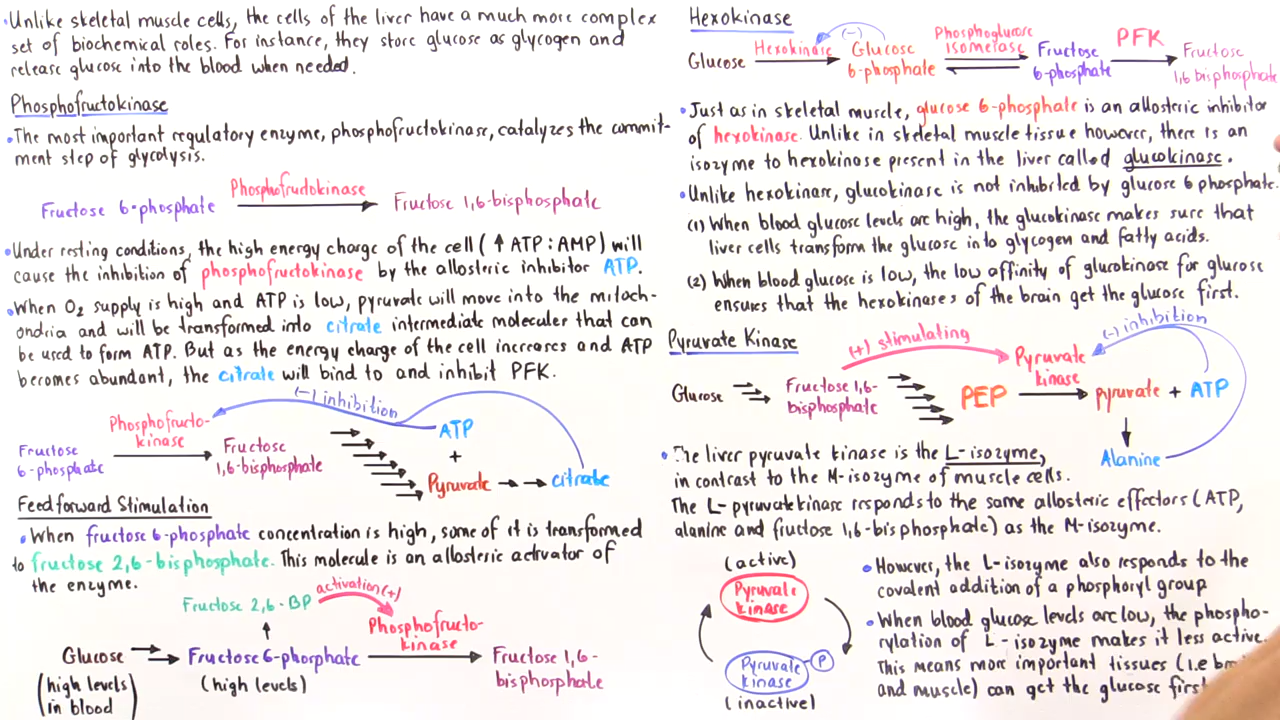 Unlike skeletal muscle cells, the cells of the liver have a much more complex
set of biochemical roles. For instance, they store glucose as glycogen and
release glucose into the blood when needed.
Phosphofructokinase
• The most important regulatory enzyme, phosphofructokinase, catalyzes the commit-
ment step of glycolysis.
Fructose 6-phosphate
Phosphofructokinase
Fructose 1,6-bisphosphate
• Under resting conditions, the high energy charge of the cell (↑ ATP:AMP) will
cause the inhibition of phosphofructokinase by the allosteric inhibitor ATP.
• When O2 supply is high and ATP is low, pyruvate will move into the mitoch-
ondria and will be transformed into citrate intermediate molecules that can
be used to form ATP. But as the energy charge of the cell increases and ATP
becomes abundant, the citrate will bind to and inhibit PFK.
(-) inhibition
Fructose
6-phosphate
Phosphofructo-
kinase
Fructose
1,6-bisphosphate
ATP
+
Pyruvate
citrate
Feedforward Stimulation
• When fructose 6-phosphate concentration is high, some of it is transformed
to fructose 2,6-bisphosphate. This molecule is an allosteric activator of
the enzyme.
Fructose 2,6-BP
activation (+)
Phosphofructo-
kinase
Glucose
(high levels
in blood)
Fructose 6-phosphate
(high levels)
Fructose 1,6-
bisphosphate
Hexokinase
Glucose
Hexokinase
(-)
Glucose
6-phosphate
Phosphoglucose
isomerase
Fructose
6-phosphate
PFK
Fructose
1,6 bisphosphate
• Just as in skeletal muscle, glucose 6-phosphate is an allosteric inhibitor
of hexokinase. Unlike in skeletal muscle tissue however, there is an
isozyme to hexokinase present in the liver called glucokinase.
• Unlike hexokinase, glucokinase is not inhibited by glucose 6 phosphate.
(1) When blood glucose levels are high, the glucokinase makes sure that
liver cells transform the glucose into glycogen and fatty acids.
(2) When blood glucose is low, the low affinity of glucokinase for glucose
ensures that the hexokinases of the brain get the glucose first.
Pyruvate Kinase
(+) stimulating
(-) inhibition
Glucose
Fructose 1,6-
bisphosphate
PEP
Pyruvate
kinase
pyruvate + ATP
Alanine
• The liver pyruvate kinase is the L-isozyme,
in contrast to the M-isozyme of muscle cells.
The L-pyruvate kinase responds to the same allosteric effectors (ATP,
alanine and fructose 1,6-bisphosphate) as the M-isozyme.
(active)
Pyruvate
kinase
Pyruvate
kinase
P
(inactive)
• However, the L-isozyme also responds to the
covalent addition of a phosphoryl group
• When blood glucose levels are low, the phospho-
rylation of L-isozyme makes it less active.
This means more important tissues (i.e
and muscle) can get the glucose first